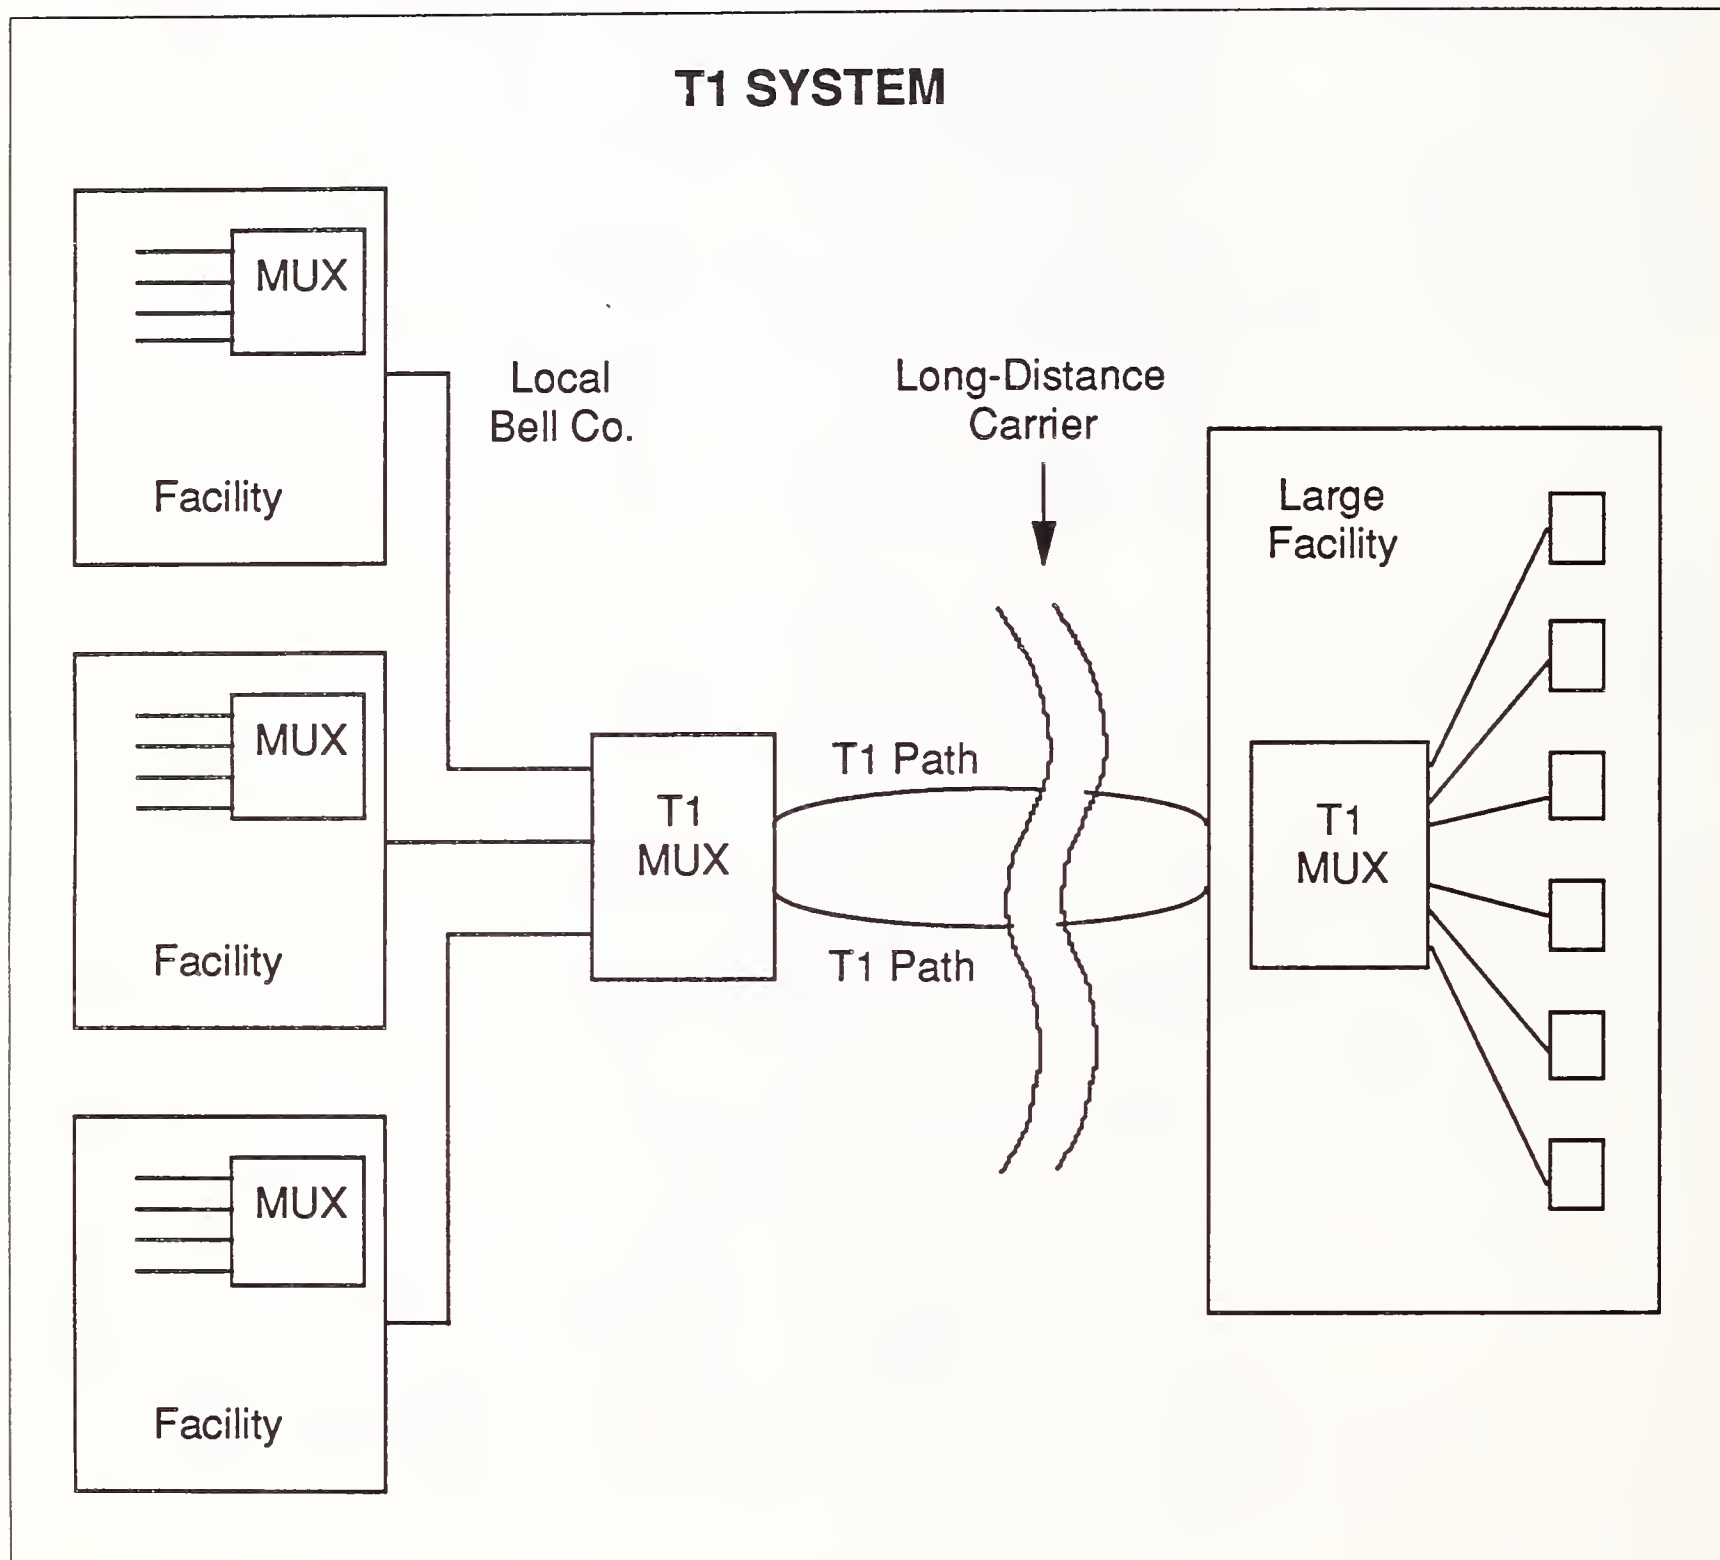 T1 SYSTEM
MUX
Facility
Local
Bell Co.
Long-Distance
Carrier
Large
Facility
MUX
Facility
T1
MUX
T1 Path
T1 Path
T1
MUX
MUX
Facility